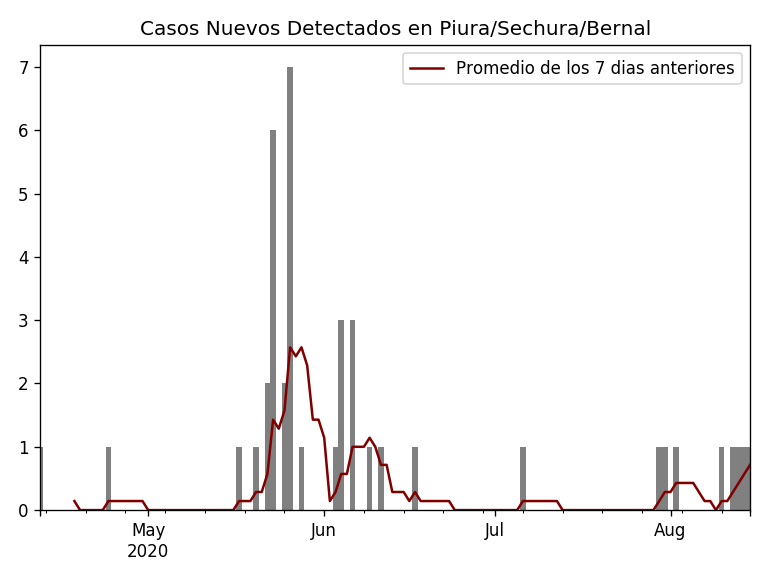 Casos Nuevos Detectados en Piura/Sechura/Bernal
Promedio de los 7 dias anteriores
7
6
5
4
3
2
1
0
May
2020
Jun
Jul
Aug